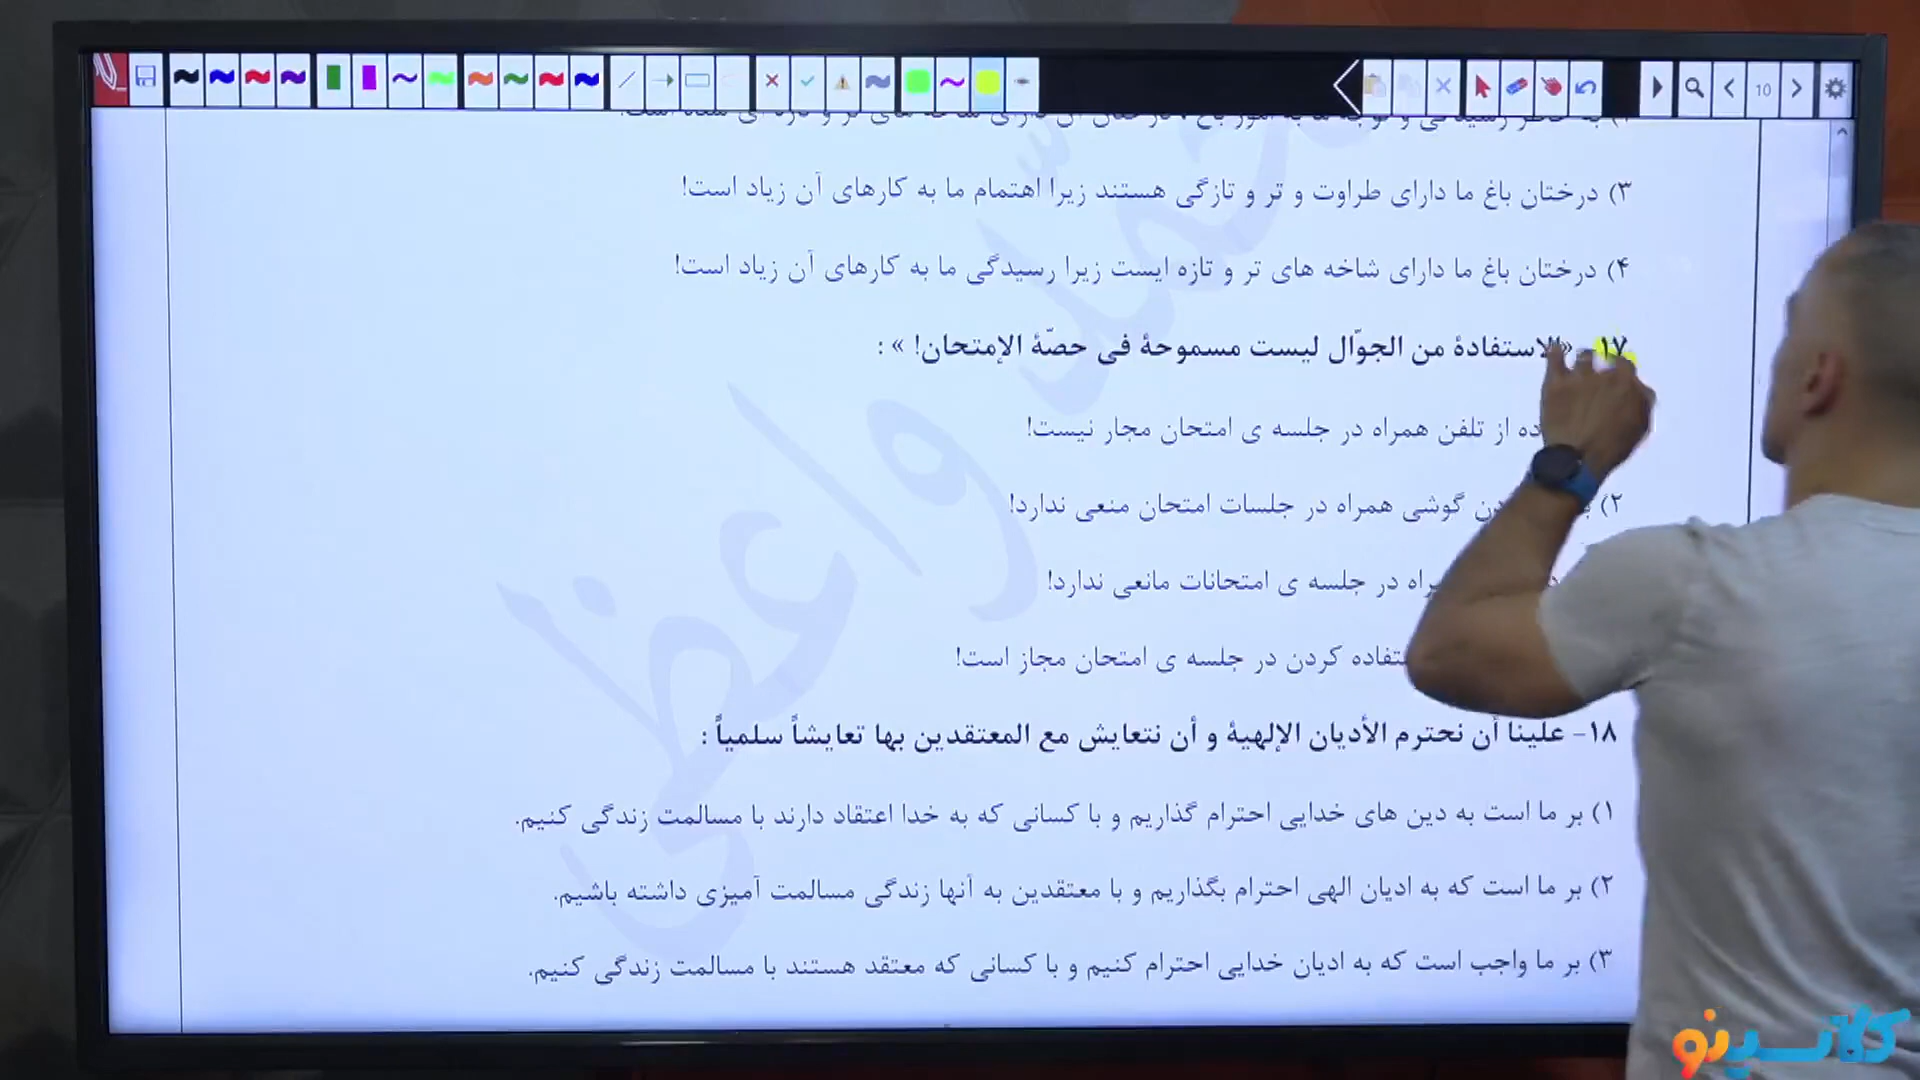 10
۳) درختان باغ ما دارای طراوت و تر و تازگی هستند زیرا اهتمام ما به کارهای آن زیاد است!
۴) درختان باغ ما دارای شاخه های تر و تازه ایست زیرا رسیدگی ما به کارهای آن زیاد است!
۱۷- «الاستفادهٔ من الجوّال لیست مسموحهٔ فی حصّهٔ الإمتحان! » :
از تلفن همراه در جلسه ی امتحان مجار نیست!
۲) گوشی همراه در جلسات امتحان منعی ندارد!
در جلسه ی امتحانات مانعی ندارد!
کردن در جلسه ی امتحان مجاز است!
۱۸- علینا أن نحترم الأدیان الإلهیهٔ و أن نتعایش مع المعتقدین بها تعایشاً سلمیاً :
۱) بر ما است به دین های خدایی احترام گذاریم و با کسانی که به خدا اعتقاد دارند با مسالمت زندگی کنیم.
۲) بر ما است که به ادیان الهی احترام بگذاریم و با معتقدین به آنها زندگی مسالمت آمیزی داشته باشیم.
۳) بر ما واجب است که به ادیان خدایی احترام کنیم و با کسانی که معتقد هستند با مسالمت زندگی کنیم.
واعظی
کلاسینو